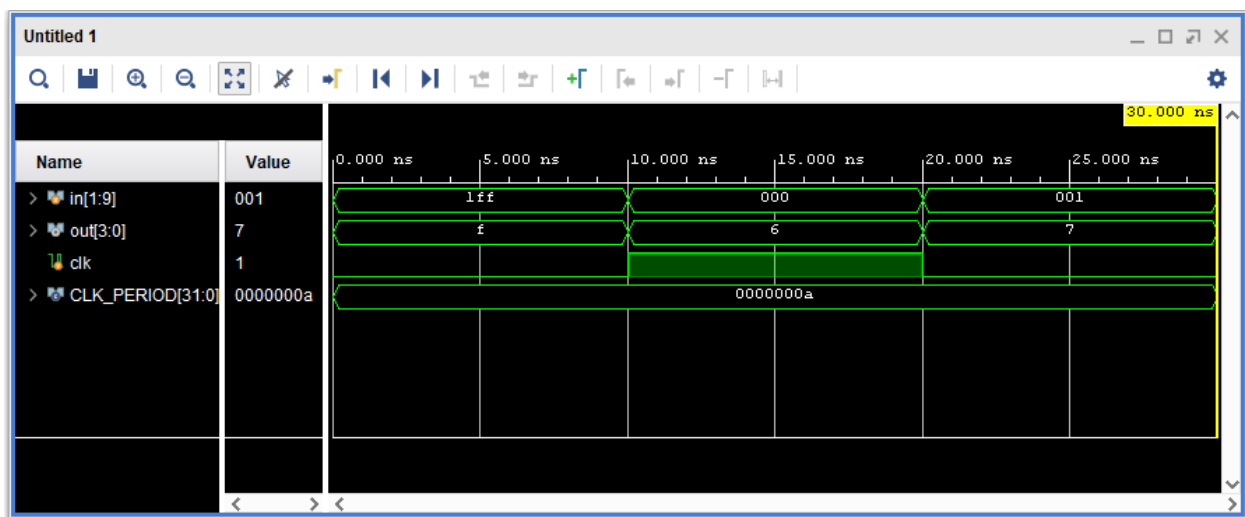 Untitled 1
30.000 ns
Name Value 0.000 ns 5.000 ns 10.000 ns 15.000 ns 20.000 ns 25.000 ns
in[1:9] 001 1ff 000 001
out[3:0] 7 f 6 7
clk 1
CLK_PERIOD[31:0] 0000000a 0000000a